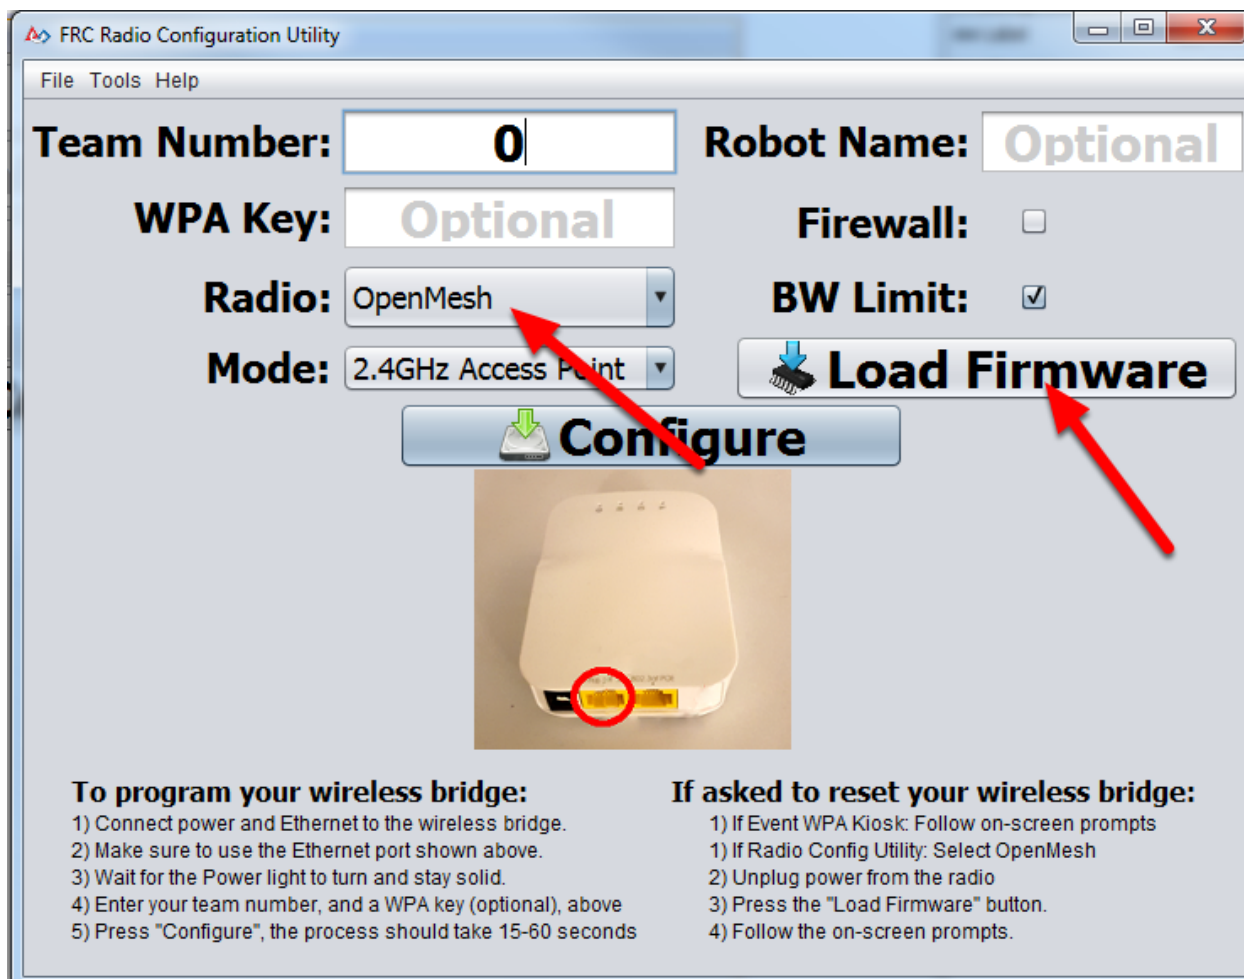 FRC Radio Configuration Utility
File Tools Help
Team Number: 0
Robot Name: Optional
WPA Key: Optional
Firewall:
Radio: OpenMesh
BW Limit:
Mode: 2.4GHz Access Point
Load Firmware
Configure
To program your wireless bridge:
1) Connect power and Ethernet to the wireless bridge.
2) Make sure to use the Ethernet port shown above.
3) Wait for the Power light to turn and stay solid.
4) Enter your team number, and a WPA key (optional), above
5) Press "Configure", the process should take 15-60 seconds
If asked to reset your wireless bridge:
1) If Event WPA Kiosk: Follow on-screen prompts
1) If Radio Config Utility: Select OpenMesh
2) Unplug power from the radio
3) Press the "Load Firmware" button.
4) Follow the on-screen prompts.